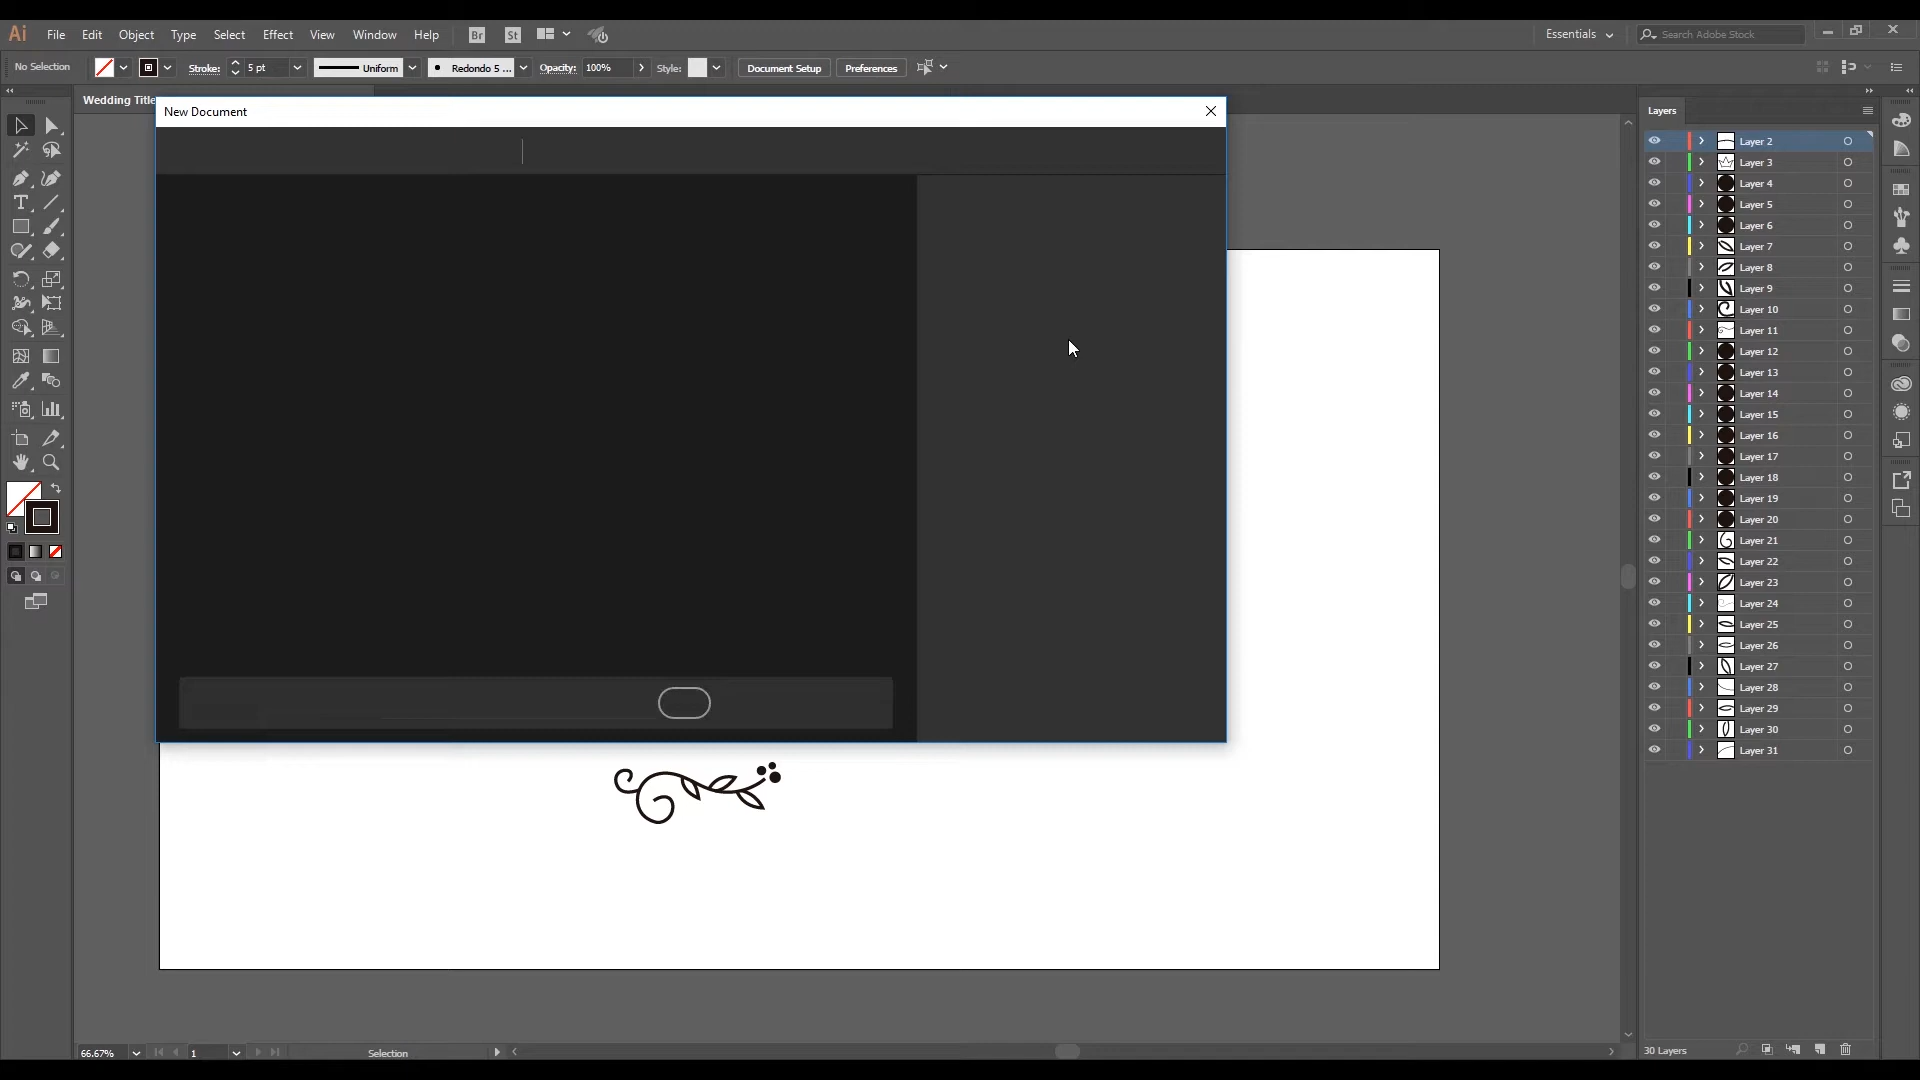 Ai File Edit Object Type Select Effect View Window Help Br St Essentials Search Adobe Stock
No Selection Stroke: 5 pt Uniform Redondo 5 ... Opacity: 100% Style: Document Setup Preferences
Wedding Title
New Document
Layers
Layer 2
Layer 3
Layer 4
Layer 5
Layer 6
Layer 7
Layer 8
Layer 9
Layer 10
Layer 11
Layer 12
Layer 13
Layer 14
Layer 15
Layer 16
Layer 17
Layer 18
Layer 19
Layer 20
Layer 21
Layer 22
Layer 23
Layer 24
Layer 25
Layer 26
Layer 27
Layer 28
Layer 29
Layer 30
Layer 31
66.67% 1 Selection 30 Layers